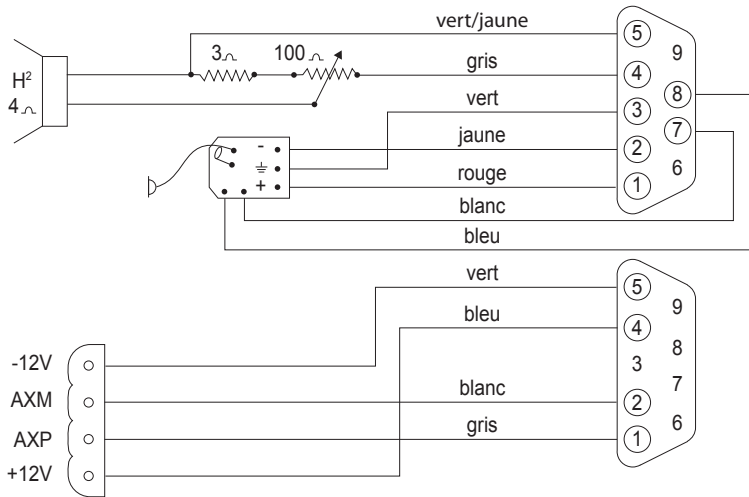 vert/jaune
3Ω
100Ω
gris
H²
4Ω
vert
jaune
rouge
blanc
bleu
-
+
5
9
4
8
3
7
2
6
1
vert
bleu
blanc
gris
-12V
AXM
AXP
+12V
5
9
4
8
3
7
2
6
1